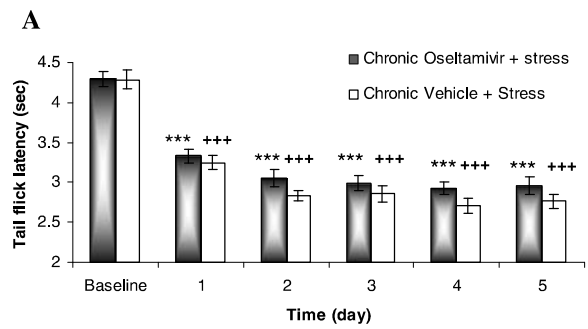 A
Tail flick latency (sec)
4.5
4
3.5
3
2.5
2
Chronic Oseltamivir + stress
Chronic Vehicle + Stress
*** +++
*** +++
*** +++
*** +++
*** +++
Baseline 1 2 3 4 5
Time (day)